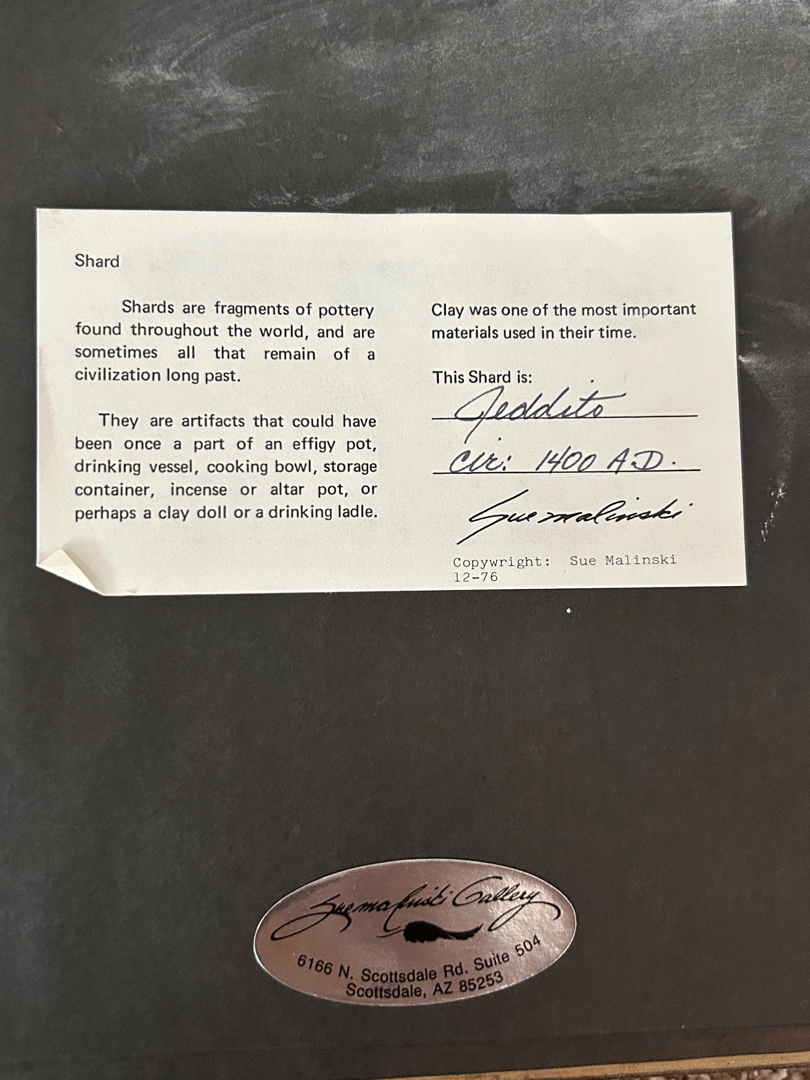 Shard
Shards are fragments of pottery
found throughout the world, and are
sometimes all that remain of a
civilization long past.
They are artifacts that could have
been once a part of an effigy pot,
drinking vessel, cooking bowl, storage
container, incense or altar pot, or
perhaps a clay doll or a drinking ladle.
Clay was one of the most important
materials used in their time.
This Shard is:
Jeddito
cir: 1400 A.D.
Sue Malinski
Copywright: Sue Malinski
12-76
Sue Malinski Gallery
6166 N. Scottsdale Rd. Suite 504
Scottsdale, AZ 85253